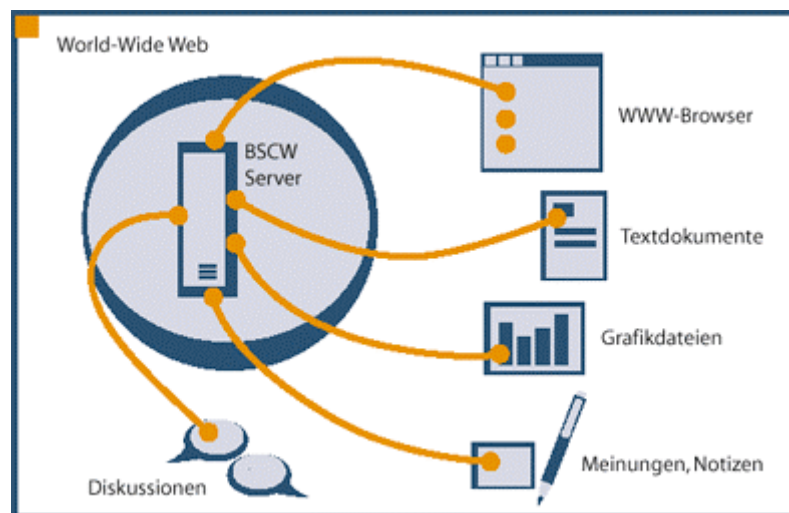 World-Wide Web
BSCW
Server
WWW-Browser
Textdokumente
Grafikdateien
Meinungen, Notizen
Diskussionen